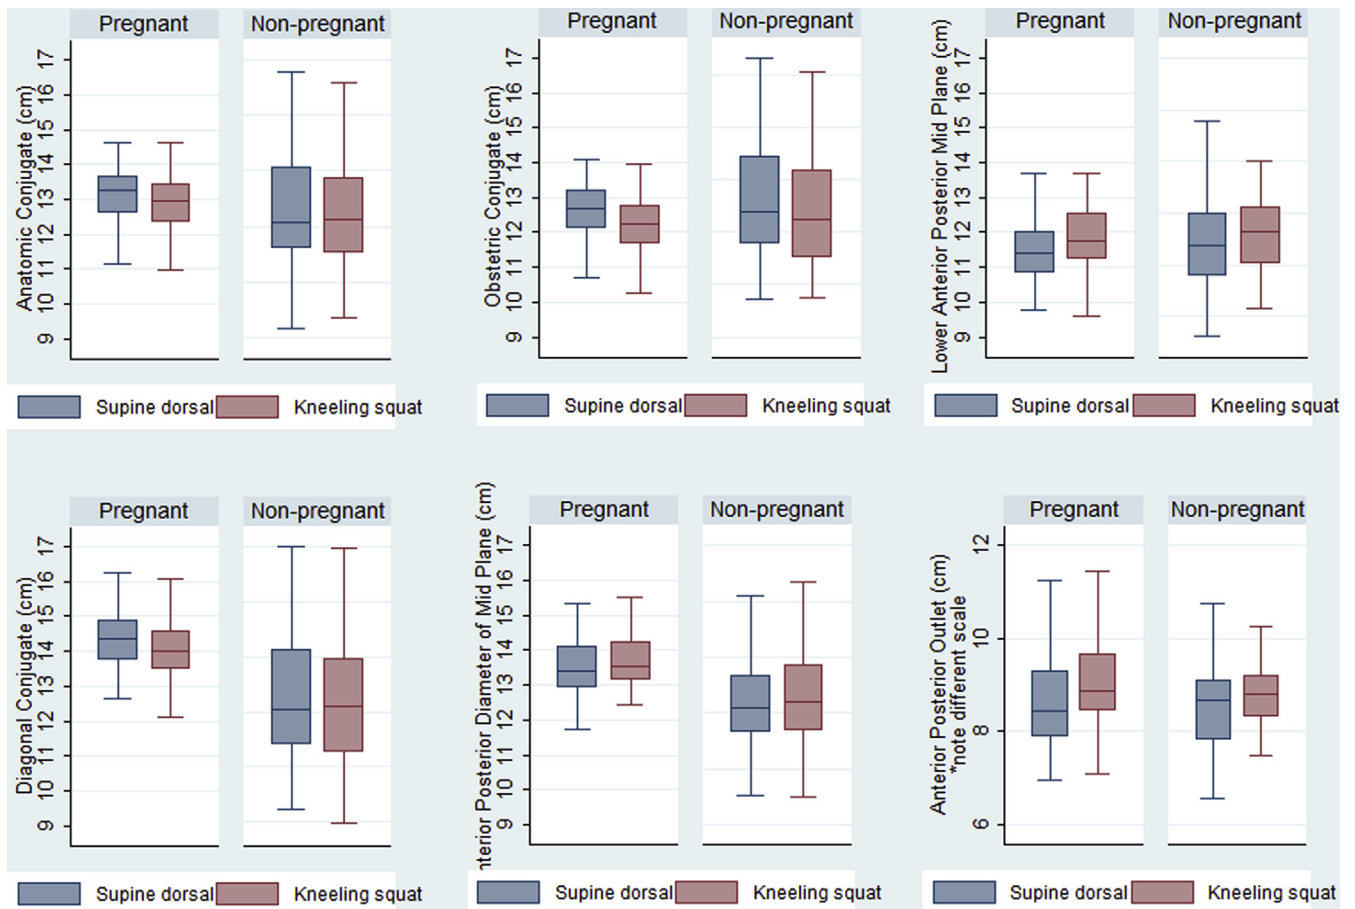 Pregnant Non-pregnant
Anatomic Conjugate (cm)
17
16
15
14
13
12
11
10
9
Supine dorsal Kneeling squat
Pregnant Non-pregnant
Obstetric Conjugate (cm)
17
16
15
14
13
12
11
10
9
Supine dorsal Kneeling squat
Pregnant Non-pregnant
Lower Anterior Posterior Mid Plane (cm)
17
16
15
14
13
12
11
10
9
Supine dorsal Kneeling squat
Pregnant Non-pregnant
Diagonal Conjugate (cm)
17
16
15
14
13
12
11
10
9
Supine dorsal Kneeling squat
Pregnant Non-pregnant
nterior Posterior Diameter of Mid Plane (cm)
17
16
15
14
13
12
11
10
9
Supine dorsal Kneeling squat
Pregnant Non-pregnant
Anterior Posterior Outlet (cm)
*note different scale
12
10
8
6
Supine dorsal Kneeling squat